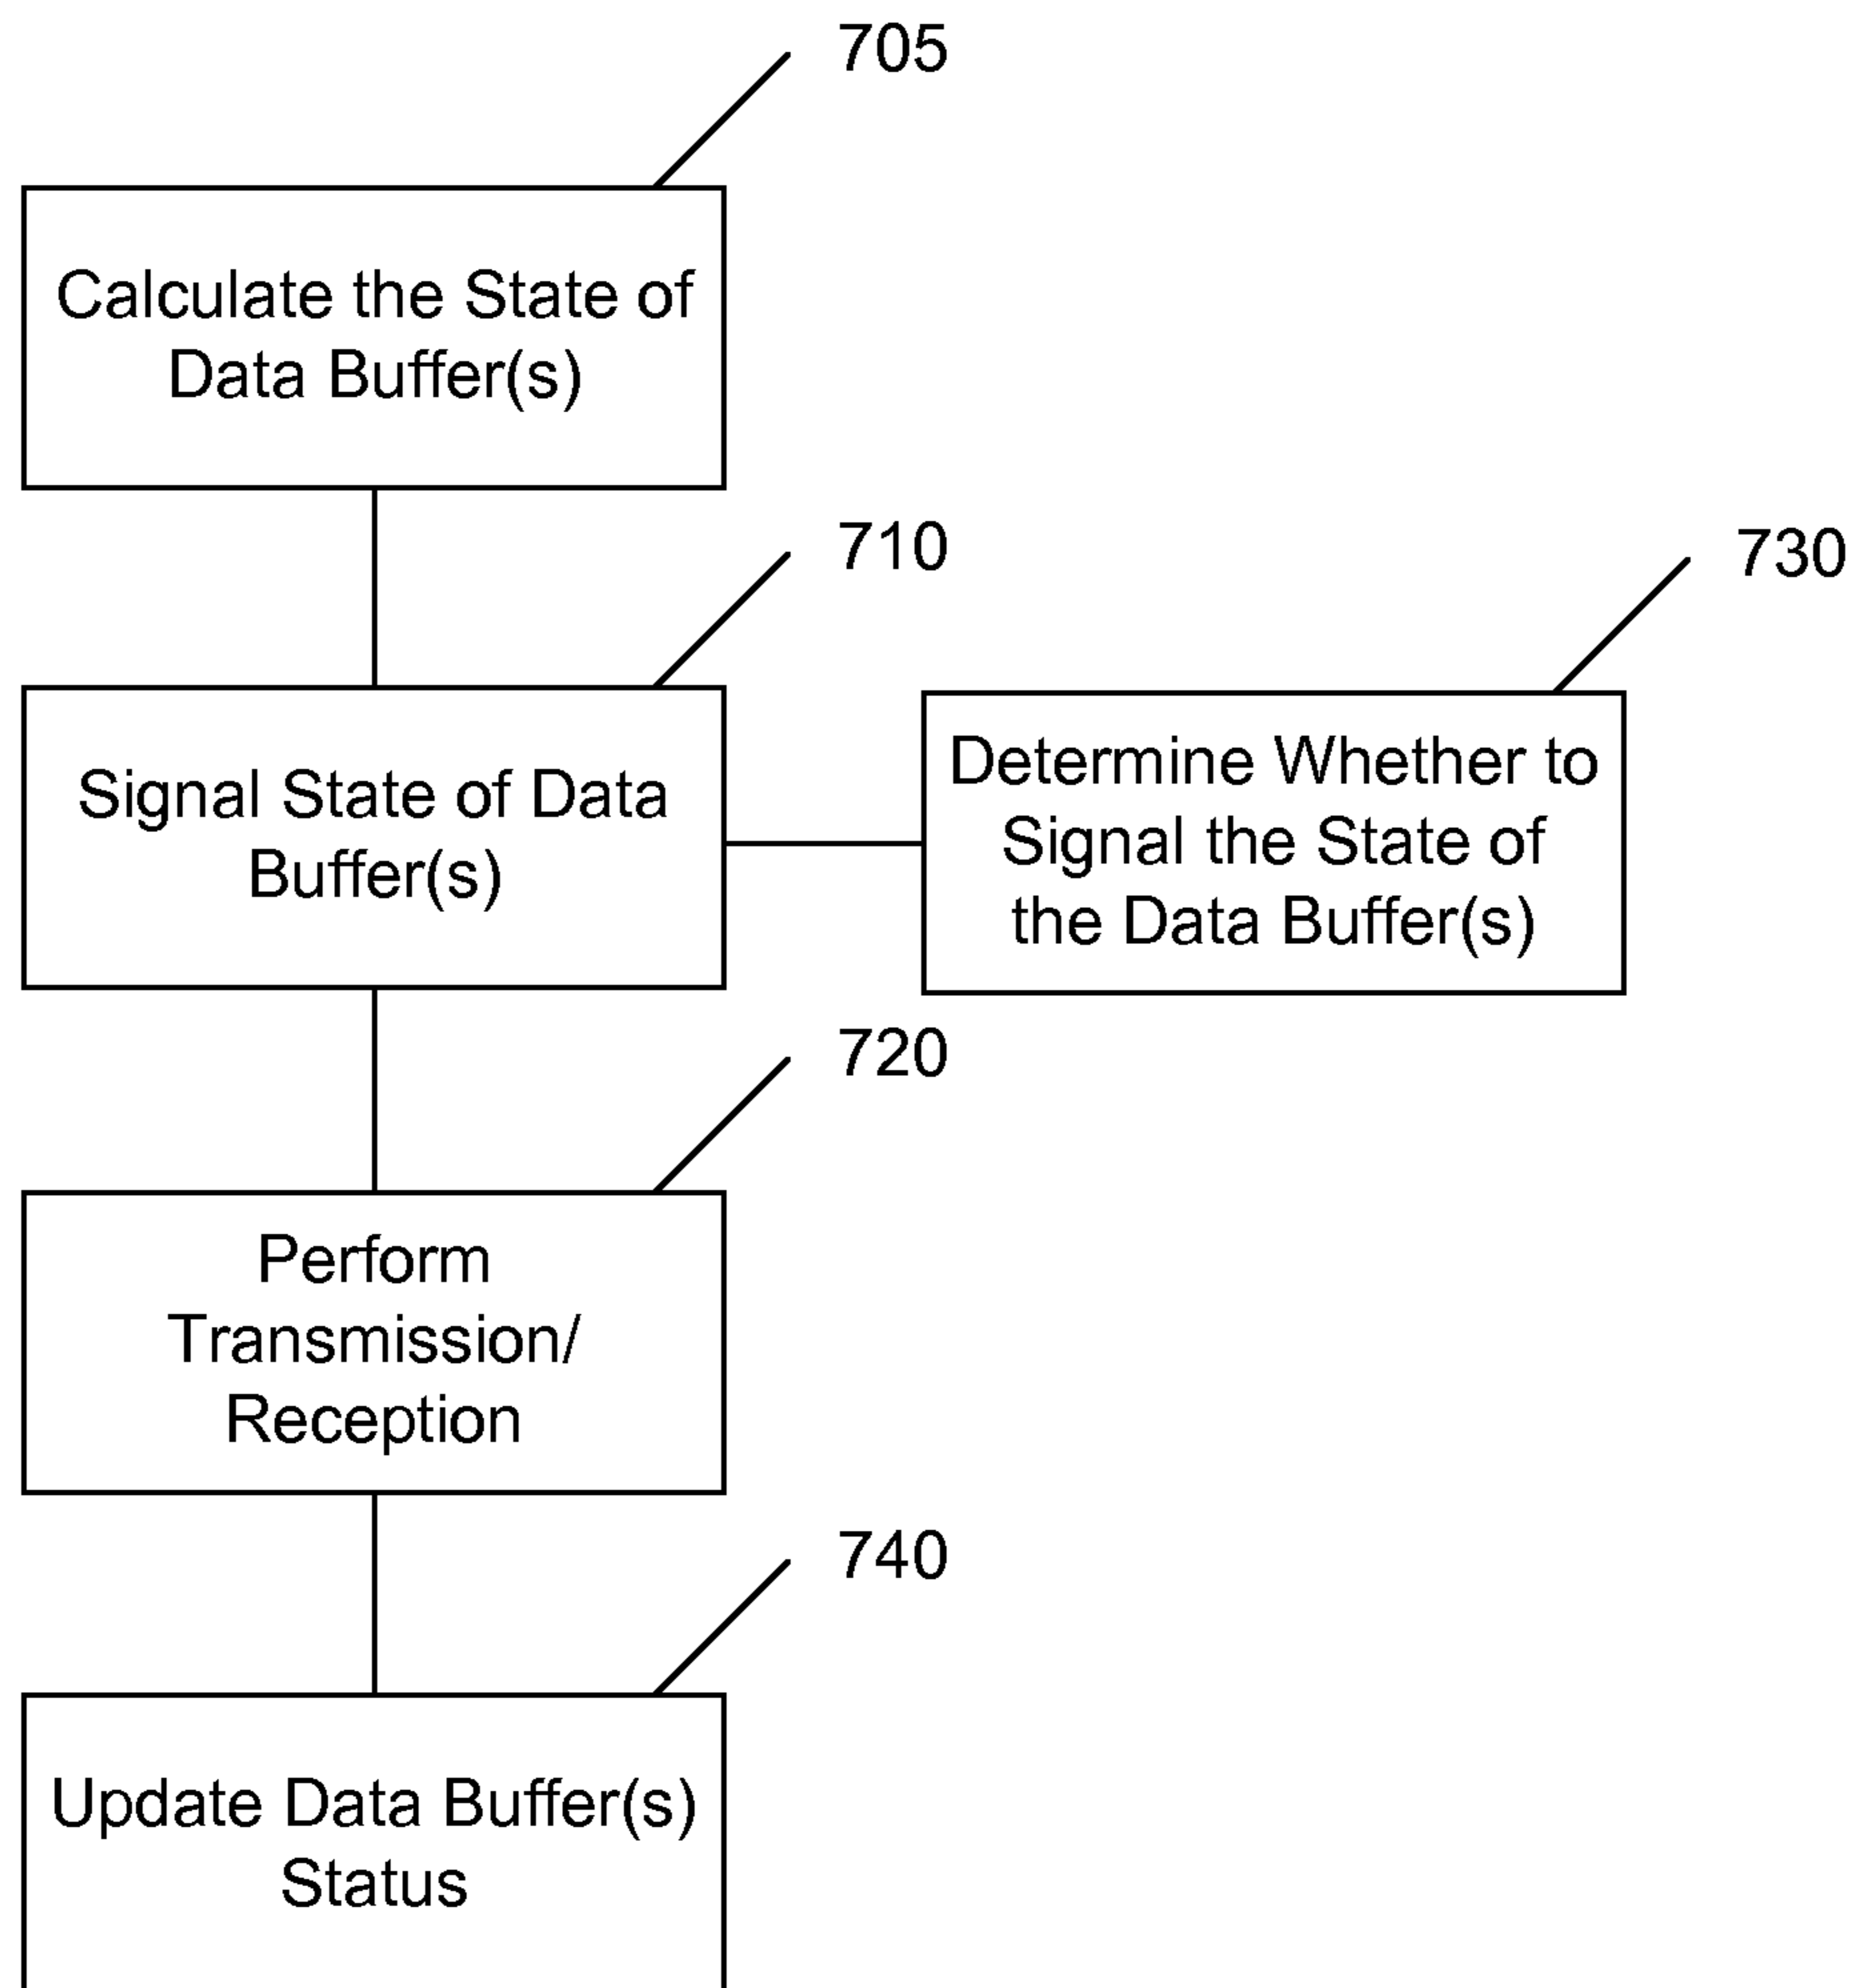 705
Calculate the State of
Data Buffer(s)
710
Signal State of Data
Buffer(s)
730
Determine Whether to
Signal the State of
the Data Buffer(s)
720
Perform
Transmission/
Reception
740
Update Data Buffer(s)
Status